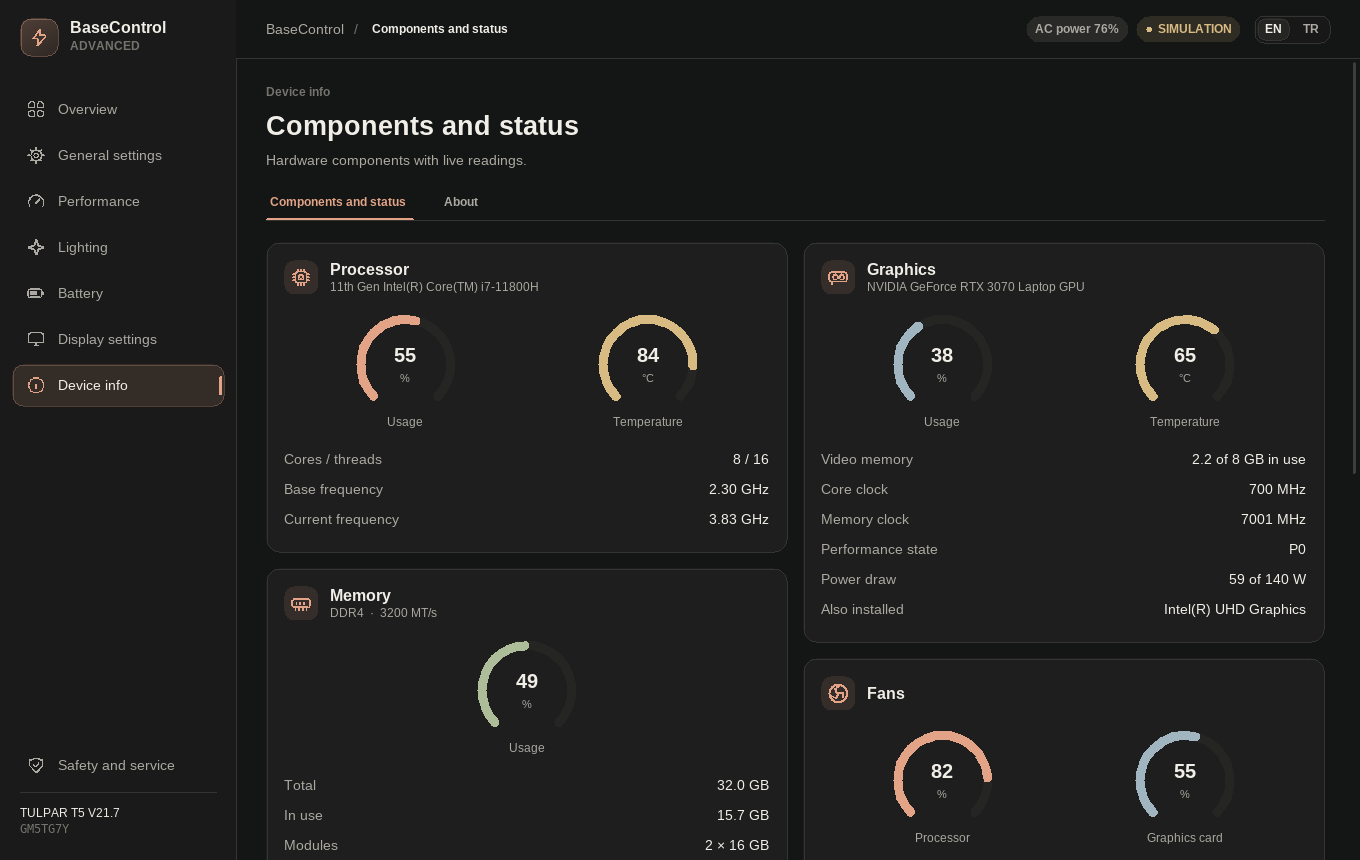 BaseControl
ADVANCED
Overview
General settings
Performance
Lighting
Battery
Display settings
Device info
Safety and service
TULPAR T5 V21.7
GM5TG7Y
BaseControl / Components and status
AC power 76%
SIMULATION
EN
TR
Device info
Components and status
Hardware components with live readings.
Components and status
About
Processor
11th Gen Intel(R) Core(TM) i7-11800H
55
%
Usage
84
°C
Temperature
Cores / threads 8 / 16
Base frequency 2.30 GHz
Current frequency 3.83 GHz
Graphics
NVIDIA GeForce RTX 3070 Laptop GPU
38
%
Usage
65
°C
Temperature
Video memory 2.2 of 8 GB in use
Core clock 700 MHz
Memory clock 7001 MHz
Performance state P0
Power draw 59 of 140 W
Also installed Intel(R) UHD Graphics
Memory
DDR4 · 3200 MT/s
49
%
Usage
Total 32.0 GB
In use 15.7 GB
Modules 2 × 16 GB
Fans
82
%
Processor
55
%
Graphics card